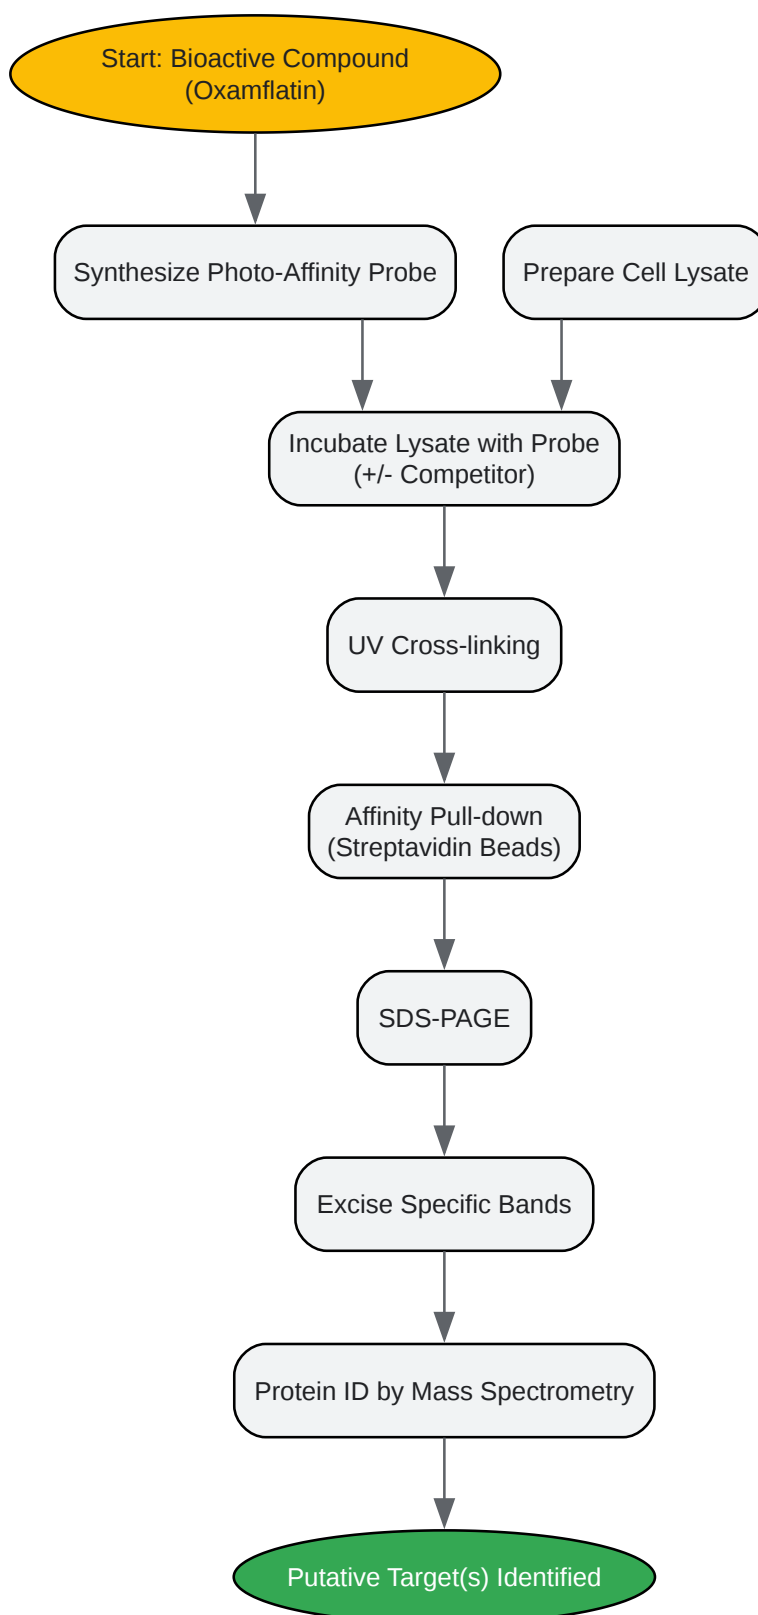 Start: Bioactive Compound
(Oxamflatin)
Synthesize Photo-Affinity Probe
Prepare Cell Lysate
Incubate Lysate with Probe
(+/- Competitor)
UV Cross-linking
Affinity Pull-down
(Streptavidin Beads)
SDS-PAGE
Excise Specific Bands
Protein ID by Mass Spectrometry
Putative Target(s) Identified